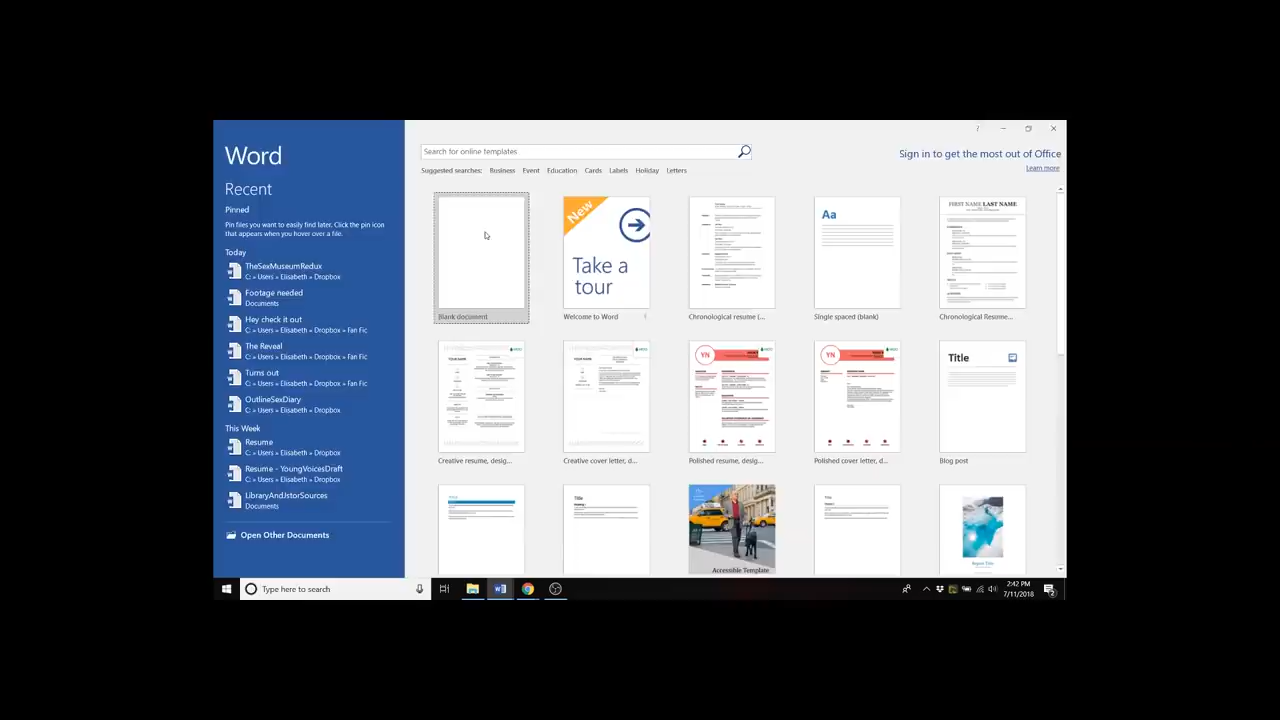 Word
Recent
Pinned
Pin files you want to easily find later. Click the pin icon
that appears when you hover over a file.
Today
TheSexMuseumRedux
C: » Users » Elisabeth » Dropbox
Footage needed
Documents
Hey check it out
C: » Users » Elisabeth » Dropbox » Fan Fic
The Reveal
C: » Users » Elisabeth » Dropbox » Fan Fic
Turns out
C: » Users » Elisabeth » Dropbox » Fan Fic
OutlineSexDiary
C: » Users » Elisabeth » Dropbox
This Week
Resume
C: » Users » Elisabeth » Dropbox
Resume - YoungVoicesDraft
C: » Users » Elisabeth » Dropbox
LibraryAndJstorSources
Documents
Open Other Documents
?
Sign in to get the most out of Office
Learn more
Search for online templates
Suggested searches: Business Event Education Cards Labels Holiday Letters
New
Take a
tour
Aa
FIRST NAME LAST NAME
Blank document
Welcome to Word
Chronological resume (...
Single spaced (blank)
Chronological Resume...
YN
YN
Title
Creative resume, desig...
Creative cover letter, d...
Polished resume, desig...
Polished cover letter, d...
Blog post
Title
Title
Title
Accessible Template
Type here to search
2:42 PM
7/11/2018
2